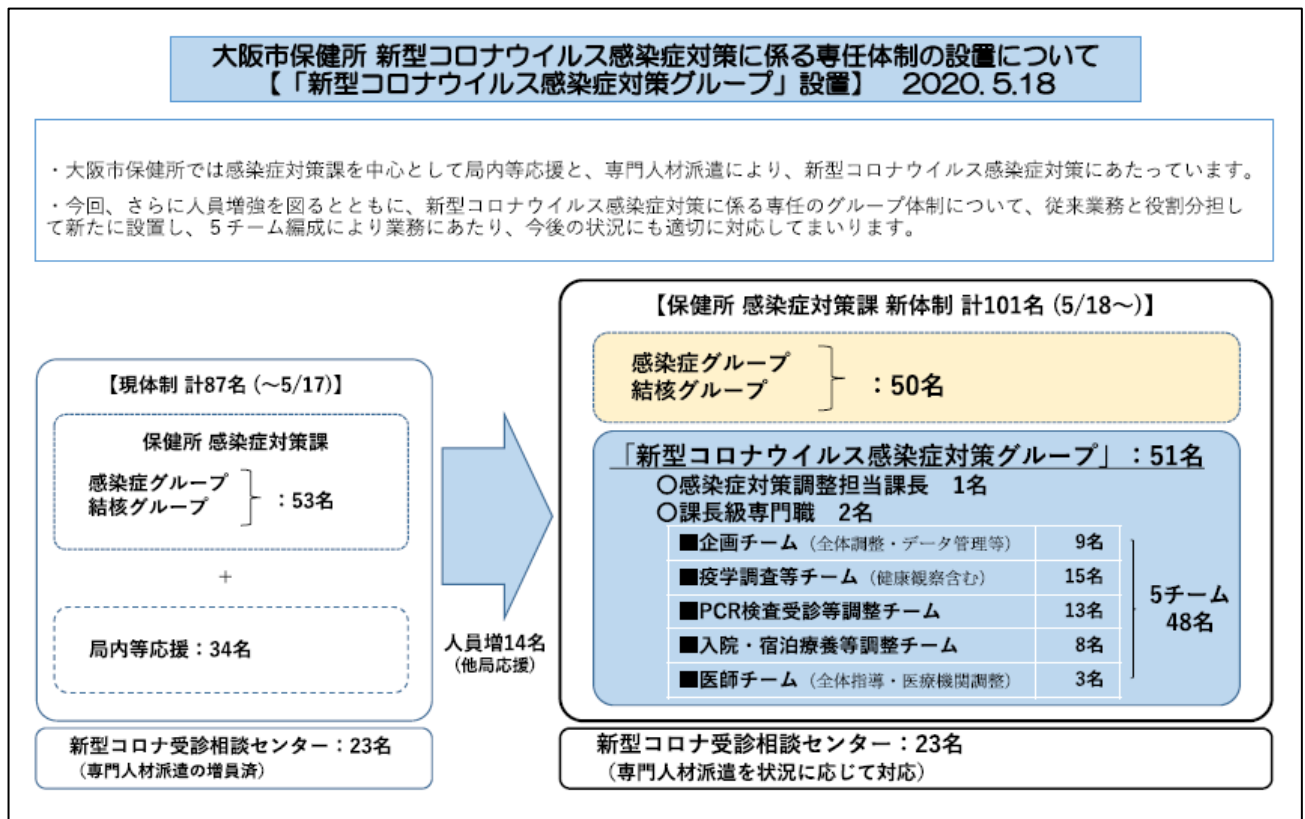 大阪市保健所 新型コロナウイルス感染症対策に係る専任体制の設置について
【「新型コロナウイルス感染症対策グループ」設置】 2020.5.18
・大阪市保健所では感染症対策課を中心として局内等応援と、専門人材派遣により、新型コロナウイルス感染症対策にあたっています。
・今回、さらに人員増強を図るとともに、新型コロナウイルス感染症対策に係る専任のグループ体制について、従来業務と役割分担し
て新たに設置し、５チーム編成により業務にあたり、今後の状況にも適切に対応してまいります。
【現体制 計87名 (～5/17)】
保健所 感染症対策課
感染症グループ
結核グループ
：53名
+
局内等応援：34名
新型コロナ受診相談センター：23名
（専門人材派遣の増員済）
人員増14名
(他局応援)
【保健所 感染症対策課 新体制 計101名 (5/18～)】
感染症グループ
結核グループ
：50名
「新型コロナウイルス感染症対策グループ」：51名
〇感染症対策調整担当課長 1名
〇課長級専門職 2名
■企画チーム（全体調整・データ管理等） 9名
■疫学調査等チーム（健康観察含む） 15名
■PCR検査受診等調整チーム 13名
■入院・宿泊療養等調整チーム 8名
■医師チーム（全体指導・医療機関調整） 3名
5チーム
48名
新型コロナ受診相談センター：23名
（専門人材派遣を状況に応じて対応）